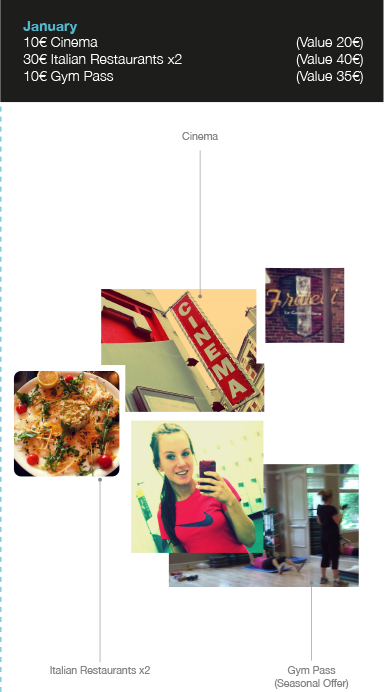 January
10€ Cinema (Value 20€)
30€ Italian Restaurants x2 (Value 40€)
10€ Gym Pass (Value 35€)
Cinema
CINEMA
Italian Restaurants x2
Gym Pass
(Seasonal Offer)